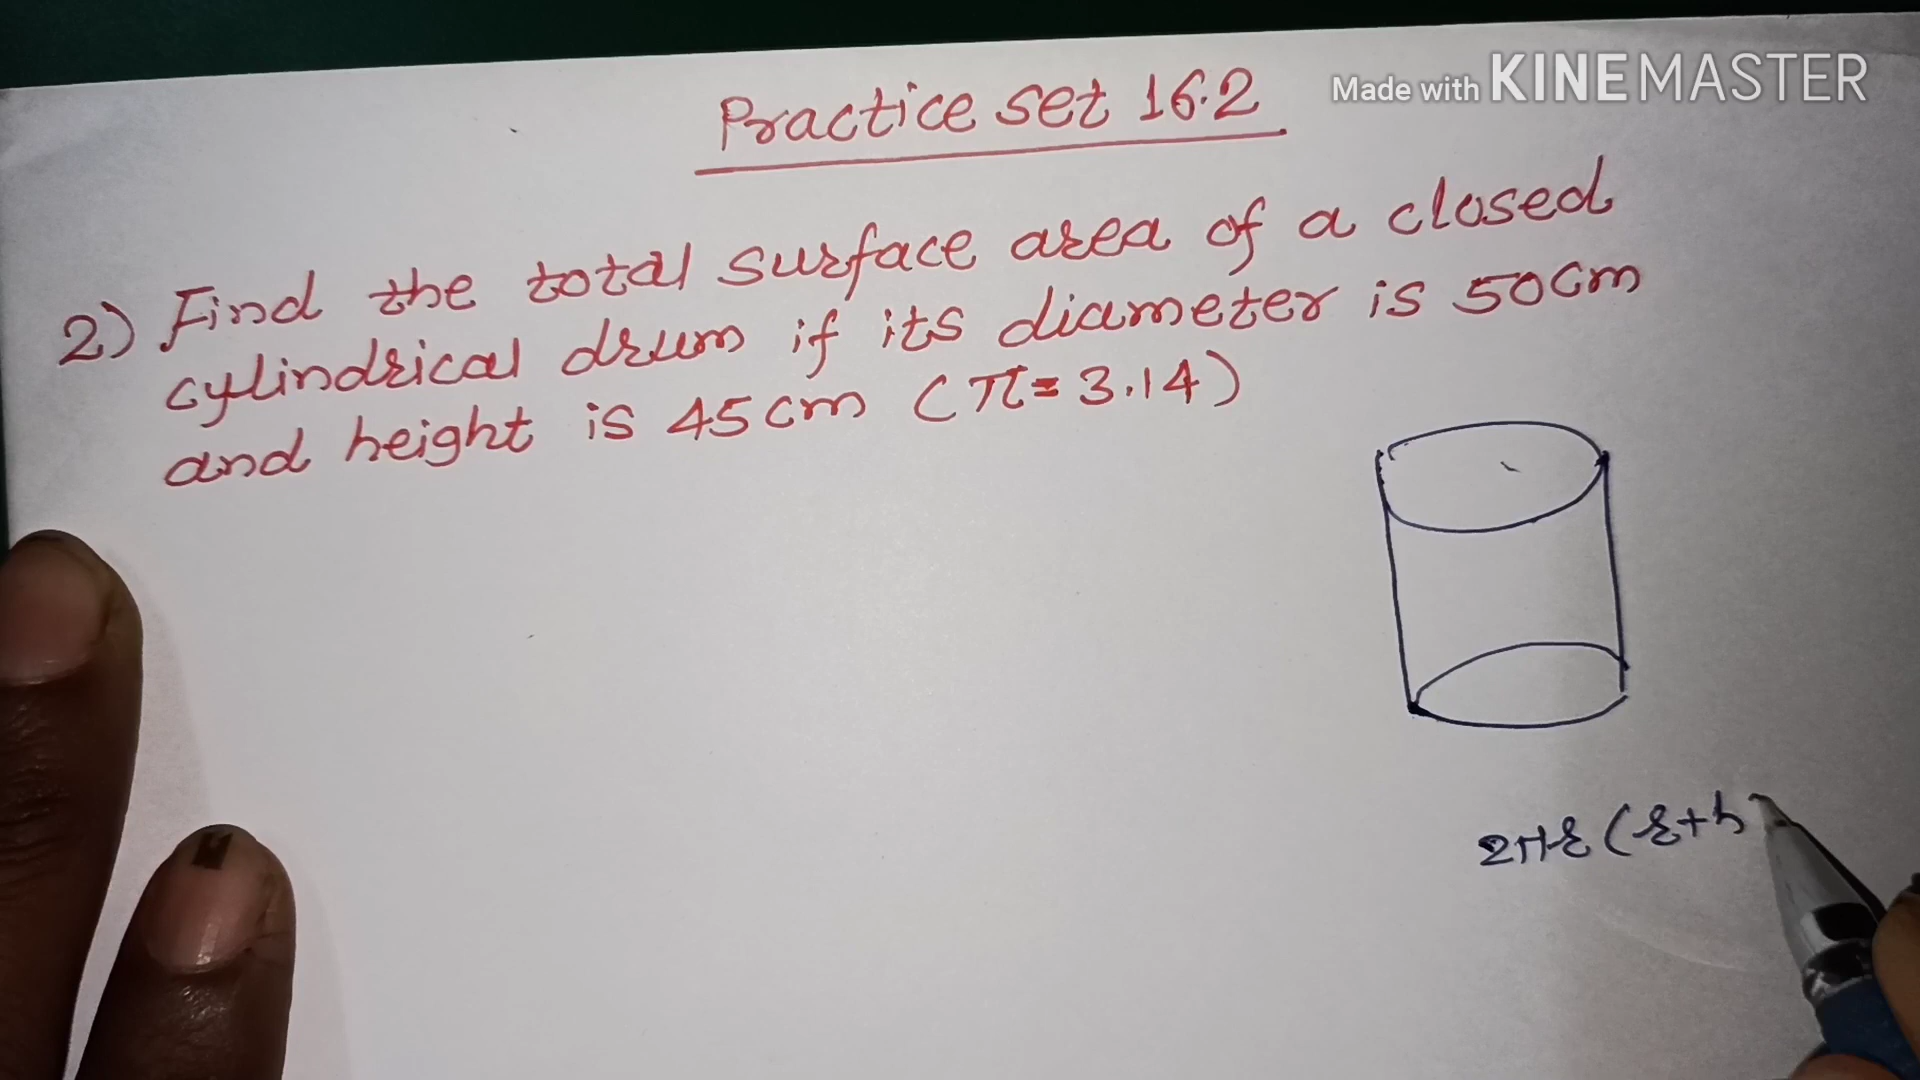 Made with KINEMASTER
Practice set 16.2
2) Find the total surface area of a closed
cylindrical drum if its diameter is 50cm
and height is 45cm (π=3.14)
2πr(r+h